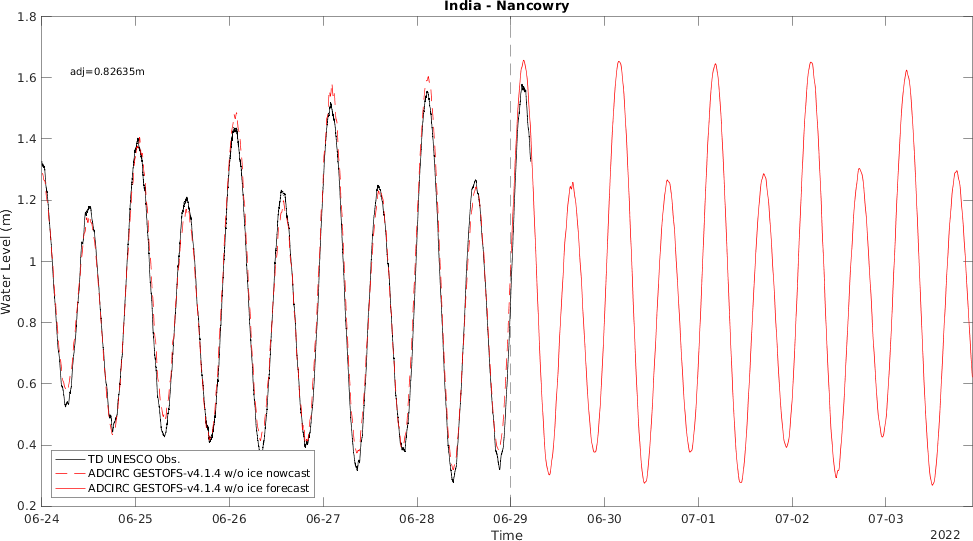 India - Nancowry
1.8
1.6
1.4
1.2
1
0.8
0.6
0.4
0.2
Water Level (m)
adj=0.82635m
TD UNESCO Obs.
ADCIRC GESTOFS-v4.1.4 w/o ice nowcast
ADCIRC GESTOFS-v4.1.4 w/o ice forecast
06-24 06-25 06-26 06-27 06-28 06-29 06-30 07-01 07-02 07-03
Time
2022